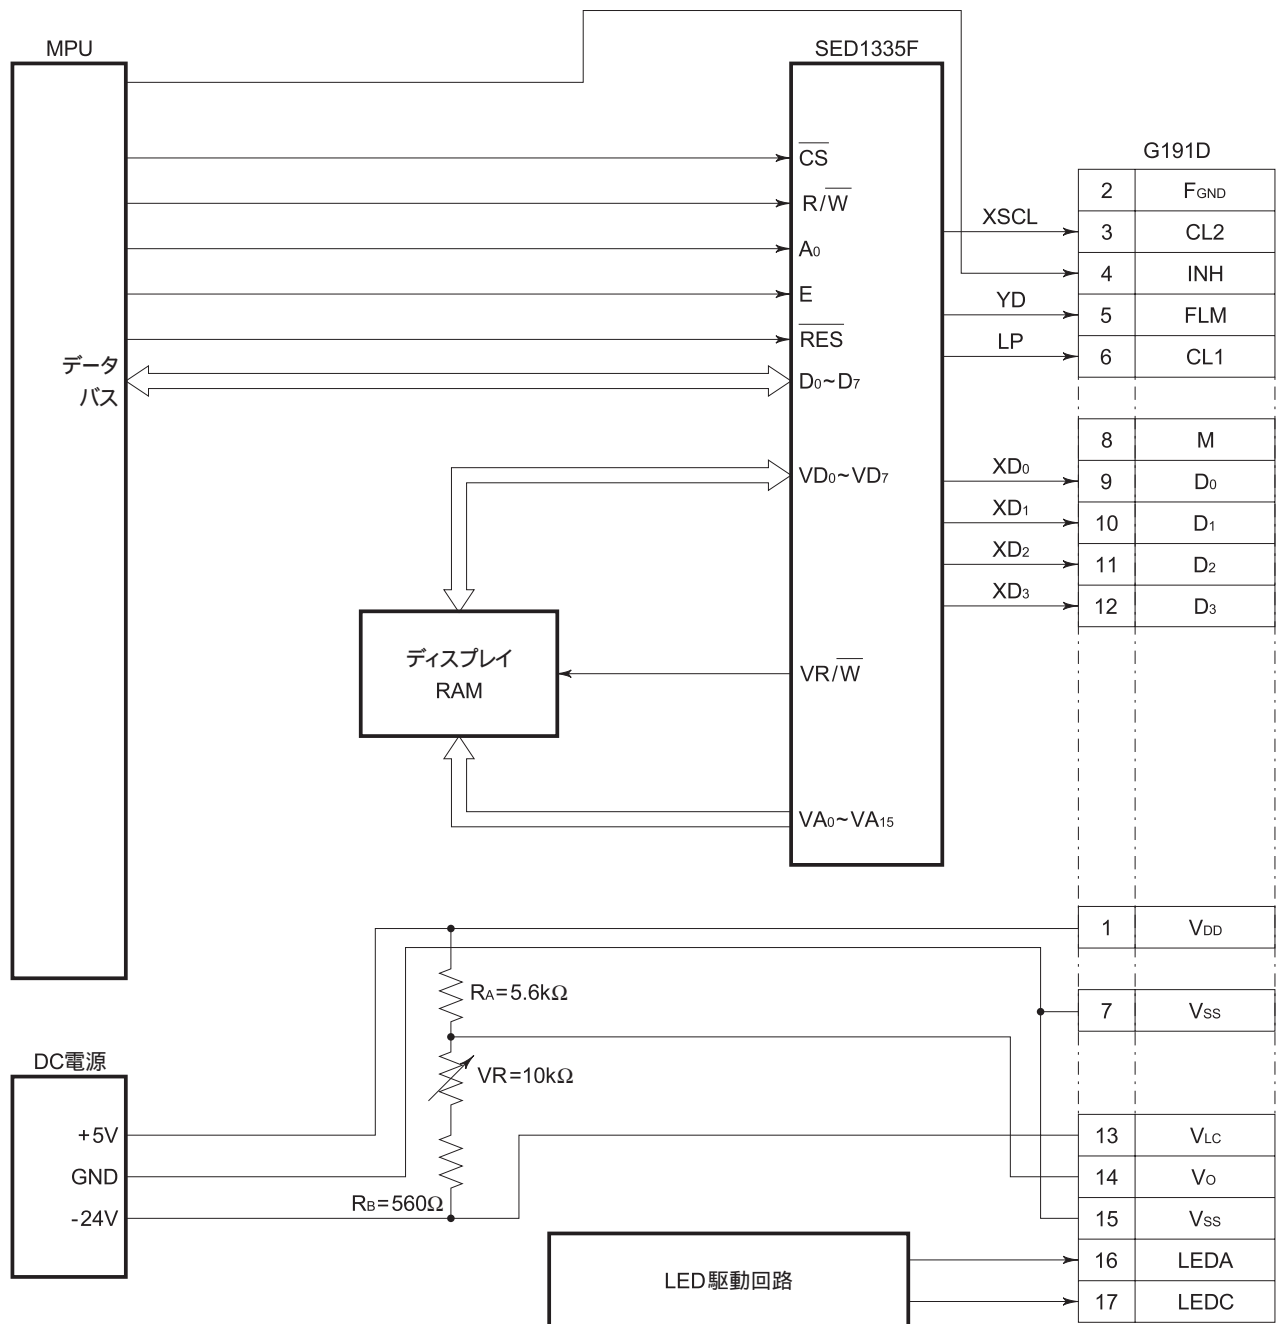 MPU
SED1335F
G191D
CS
R/W
A0
E
RES
データ
バス
D0~D7
VD0~VD7
ディスプレイ
RAM
VR/W
VA0~VA15
XSCL
YD
LP
XD0
XD1
XD2
XD3
2 FGND
3 CL2
4 INH
5 FLM
6 CL1
8 M
9 D0
10 D1
11 D2
12 D3
1 VDD
7 VSS
13 VLC
14 VO
15 VSS
16 LEDA
17 LEDC
RA=5.6kΩ
VR=10kΩ
RB=560Ω
DC電源
+5V
GND
-24V
LED駆動回路